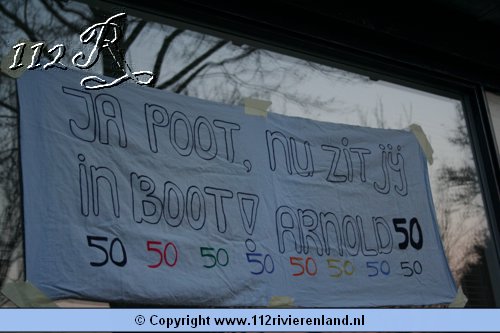 112R
JA POOT, NU ZIT JIJ
IN BOOT! ARNOLD 50
50 50 50 50 50 50 50 50
© Copyright www.112rivierenland.nl